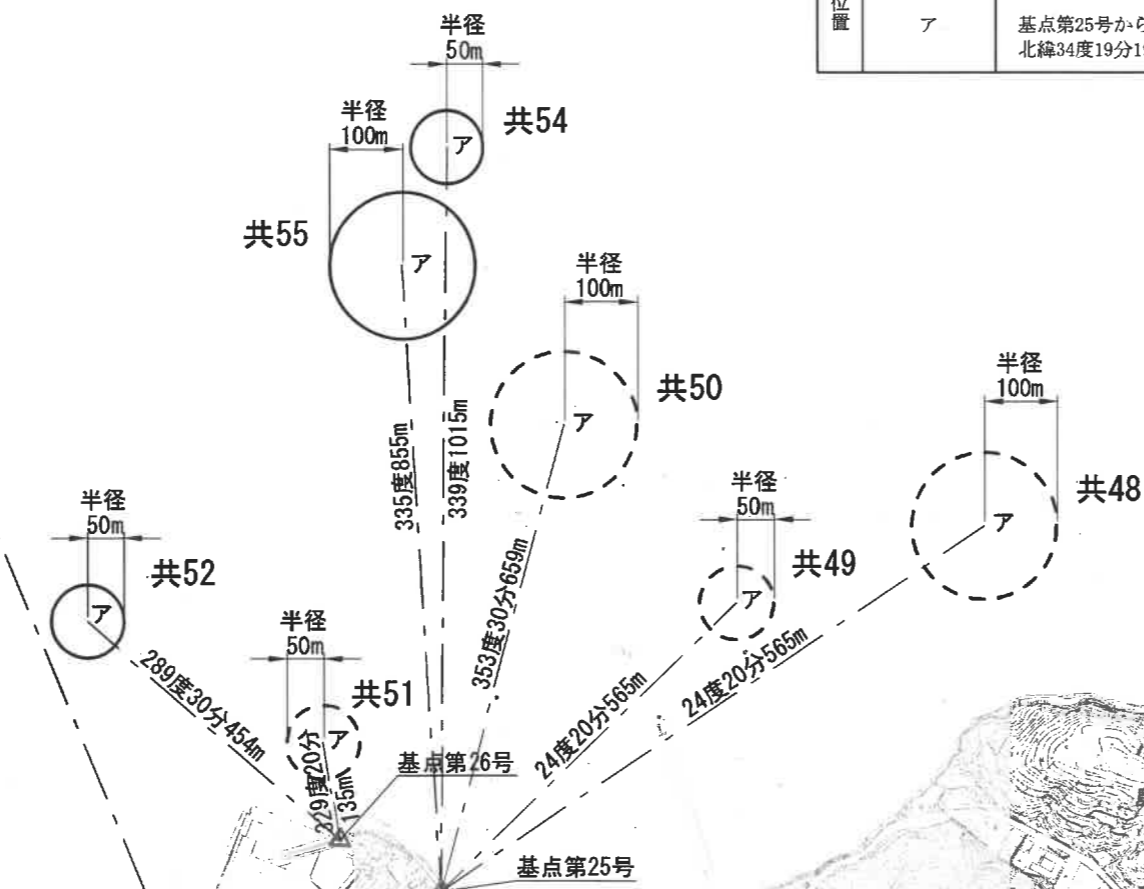 位置
ア
基点第25号から
北緯34度19分1
半径
50m
ア
共54
半径
100m
ア
共55
半径
100m
ア
共50
半径
100m
ア
共48
半径
50m
ア
共49
半径
50m
ア
共52
半径
50m
ア
共51
335度855m
339度1015m
353度30分659m
24度20分565m
24度20分565m
289度30分454m
329度20分
135m
基点第26号
基点第25号